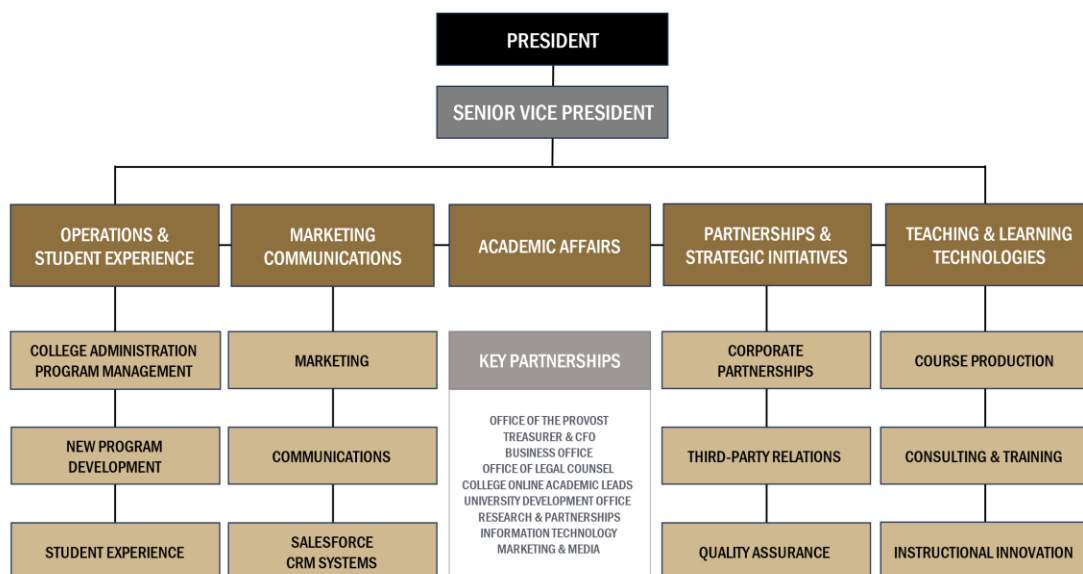 PRESIDENT
SENIOR VICE PRESIDENT
OPERATIONS &
STUDENT EXPERIENCE
MARKETING
COMMUNICATIONS
ACADEMIC AFFAIRS
PARTNERSHIPS &
STRATEGIC INITIATIVES
TEACHING & LEARNING
TECHNOLOGIES
COLLEGE ADMINISTRATION
PROGRAM MANAGEMENT
MARKETING
KEY PARTNERSHIPS
CORPORATE
PARTNERSHIPS
COURSE PRODUCTION
NEW PROGRAM
DEVELOPMENT
COMMUNICATIONS
OFFICE OF THE PROVOST
TREASURER & CFO
BUSINESS OFFICE
OFFICE OF LEGAL COUNSEL
COLLEGE ONLINE ACADEMIC LEADS
UNIVERSITY DEVELOPMENT OFFICE
RESEARCH & PARTNERSHIPS
INFORMATION TECHNOLOGY
MARKETING & MEDIA
THIRD-PARTY RELATIONS
CONSULTING & TRAINING
STUDENT EXPERIENCE
SALESFORCE
CRM SYSTEMS
QUALITY ASSURANCE
INSTRUCTIONAL INNOVATION